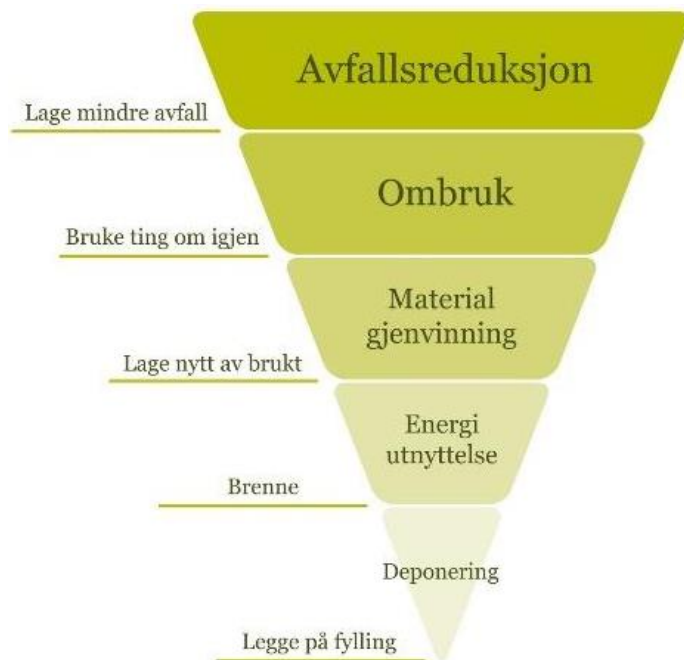 Avfallsreduksjon
Lage mindre avfall
Ombruk
Bruke ting om igjen
Material
gjenvinning
Lage nytt av brukt
Energi
utnyttelse
Brenne
Deponering
Legge på fylling